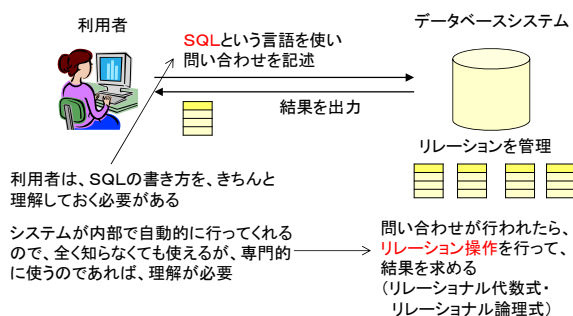 利用者
データベースシステム
SQLという言語を使い
問い合わせを記述
結果を出力
リレーションを管理
利用者は、SQLの書き方を、きちんと
理解しておく必要がある
システムが内部で自動的に行ってくれる
ので、全く知らなくても使えるが、専門的
に使うのであれば、理解が必要
問い合わせが行われたら、
リレーション操作を行って、
結果を求める
（リレーショナル代数式・
リレーショナル論理式）